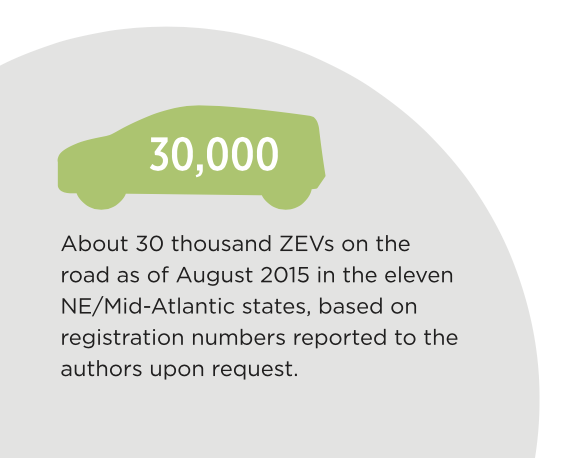 30,000
About 30 thousand ZEVs on the
road as of August 2015 in the eleven
NE/Mid-Atlantic states, based on
registration numbers reported to the
authors upon request.